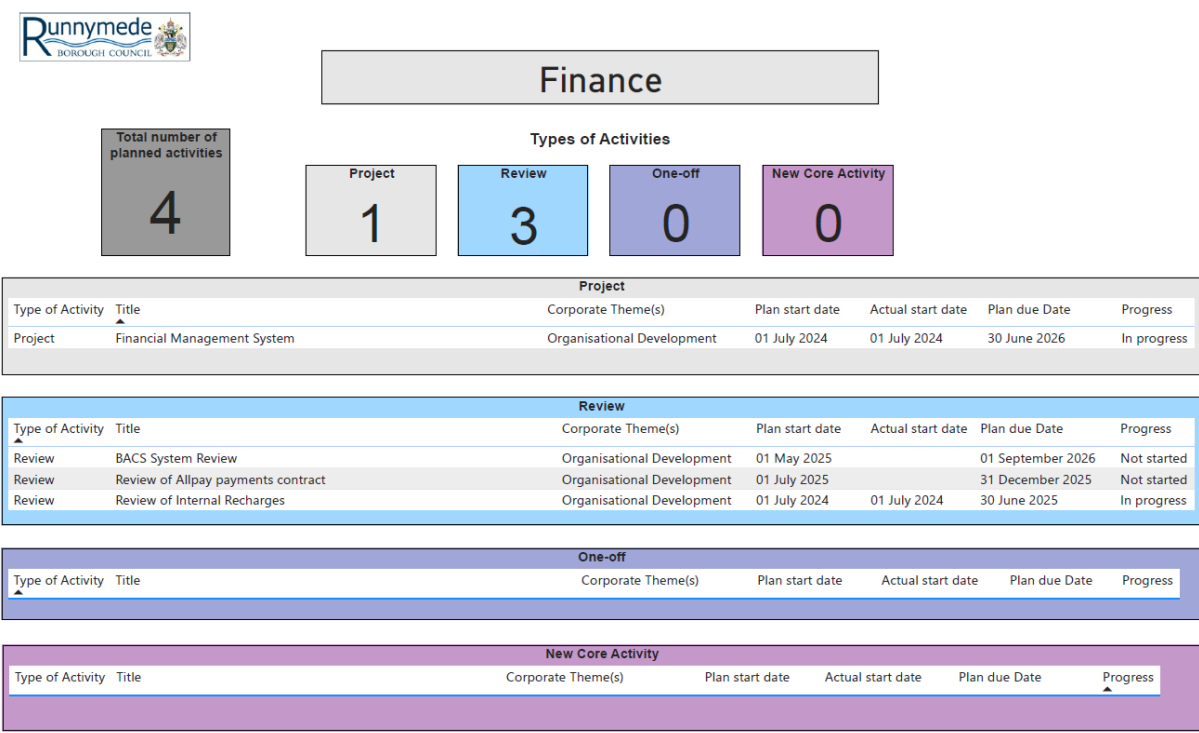 Runnymede
BOROUGH COUNCIL
Finance
Total number of
planned activities
4
Types of Activities
Project
1
Review
3
One-off
0
New Core Activity
0
Project
Type of Activity Title Corporate Theme(s) Plan start date Actual start date Plan due Date Progress
Project Financial Management System Organisational Development 01 July 2024 01 July 2024 30 June 2026 In progress
Review
Type of Activity Title Corporate Theme(s) Plan start date Actual start date Plan due Date Progress
Review BACS System Review Organisational Development 01 May 2025 01 September 2026 Not started
Review Review of Allpay payments contract Organisational Development 01 July 2025 31 December 2025 Not started
Review Review of Internal Recharges Organisational Development 01 July 2024 01 July 2024 30 June 2025 In progress
One-off
Type of Activity Title Corporate Theme(s) Plan start date Actual start date Plan due Date Progress
New Core Activity
Type of Activity Title Corporate Theme(s) Plan start date Actual start date Plan due Date Progress